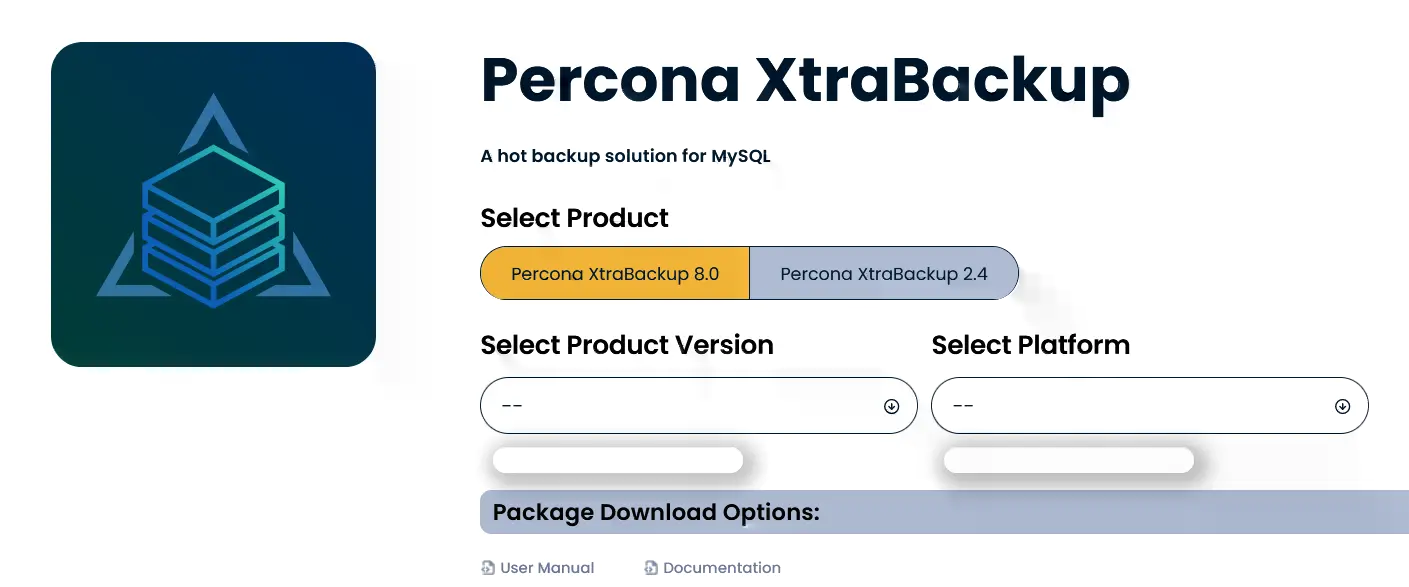 Percona XtraBackup
A hot backup solution for MySQL
Select Product
Percona XtraBackup 8.0 Percona XtraBackup 2.4
Select Product Version Select Platform
-- --
Package Download Options:
User Manual Documentation